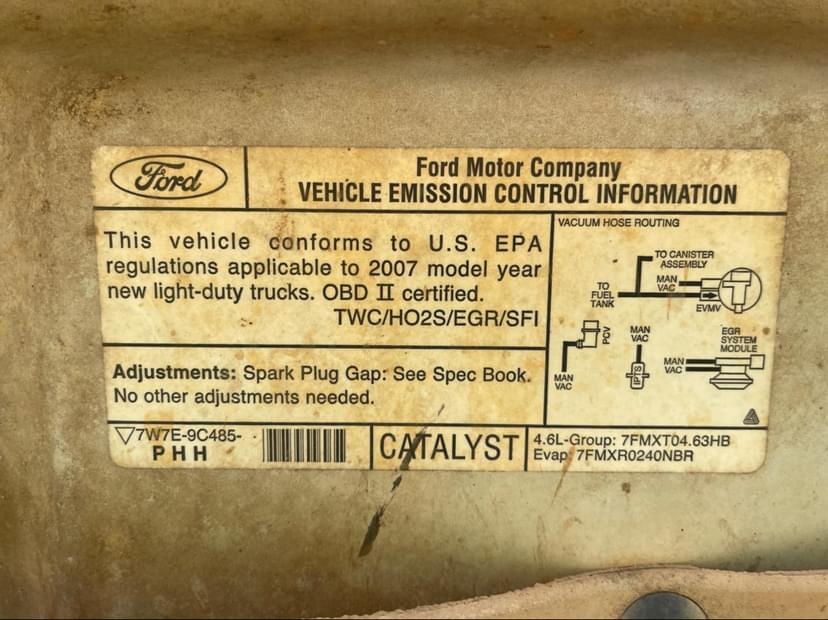 Ford
Ford Motor Company
VEHICLE EMISSION CONTROL INFORMATION
This vehicle conforms to U.S. EPA
regulations applicable to 2007 model year
new light-duty trucks. OBD II certified.
TWC/HO2S/EGR/SFI
Adjustments: Spark Plug Gap: See Spec Book.
No other adjustments needed.
VACUUM HOSE ROUTING
TO CANISTER
ASSEMBLY
MAN
VAC
TO
FUEL
TANK
EVMV
PCV
MAN
VAC
MAN
VAC
IPTS
EGR
SYSTEM
MODULE
MAN
VAC
7W7E-9C485-
PHH
CATALYST
4.6L-Group: 7FMXT04.63HB
Evap: 7FMXR0240NBR